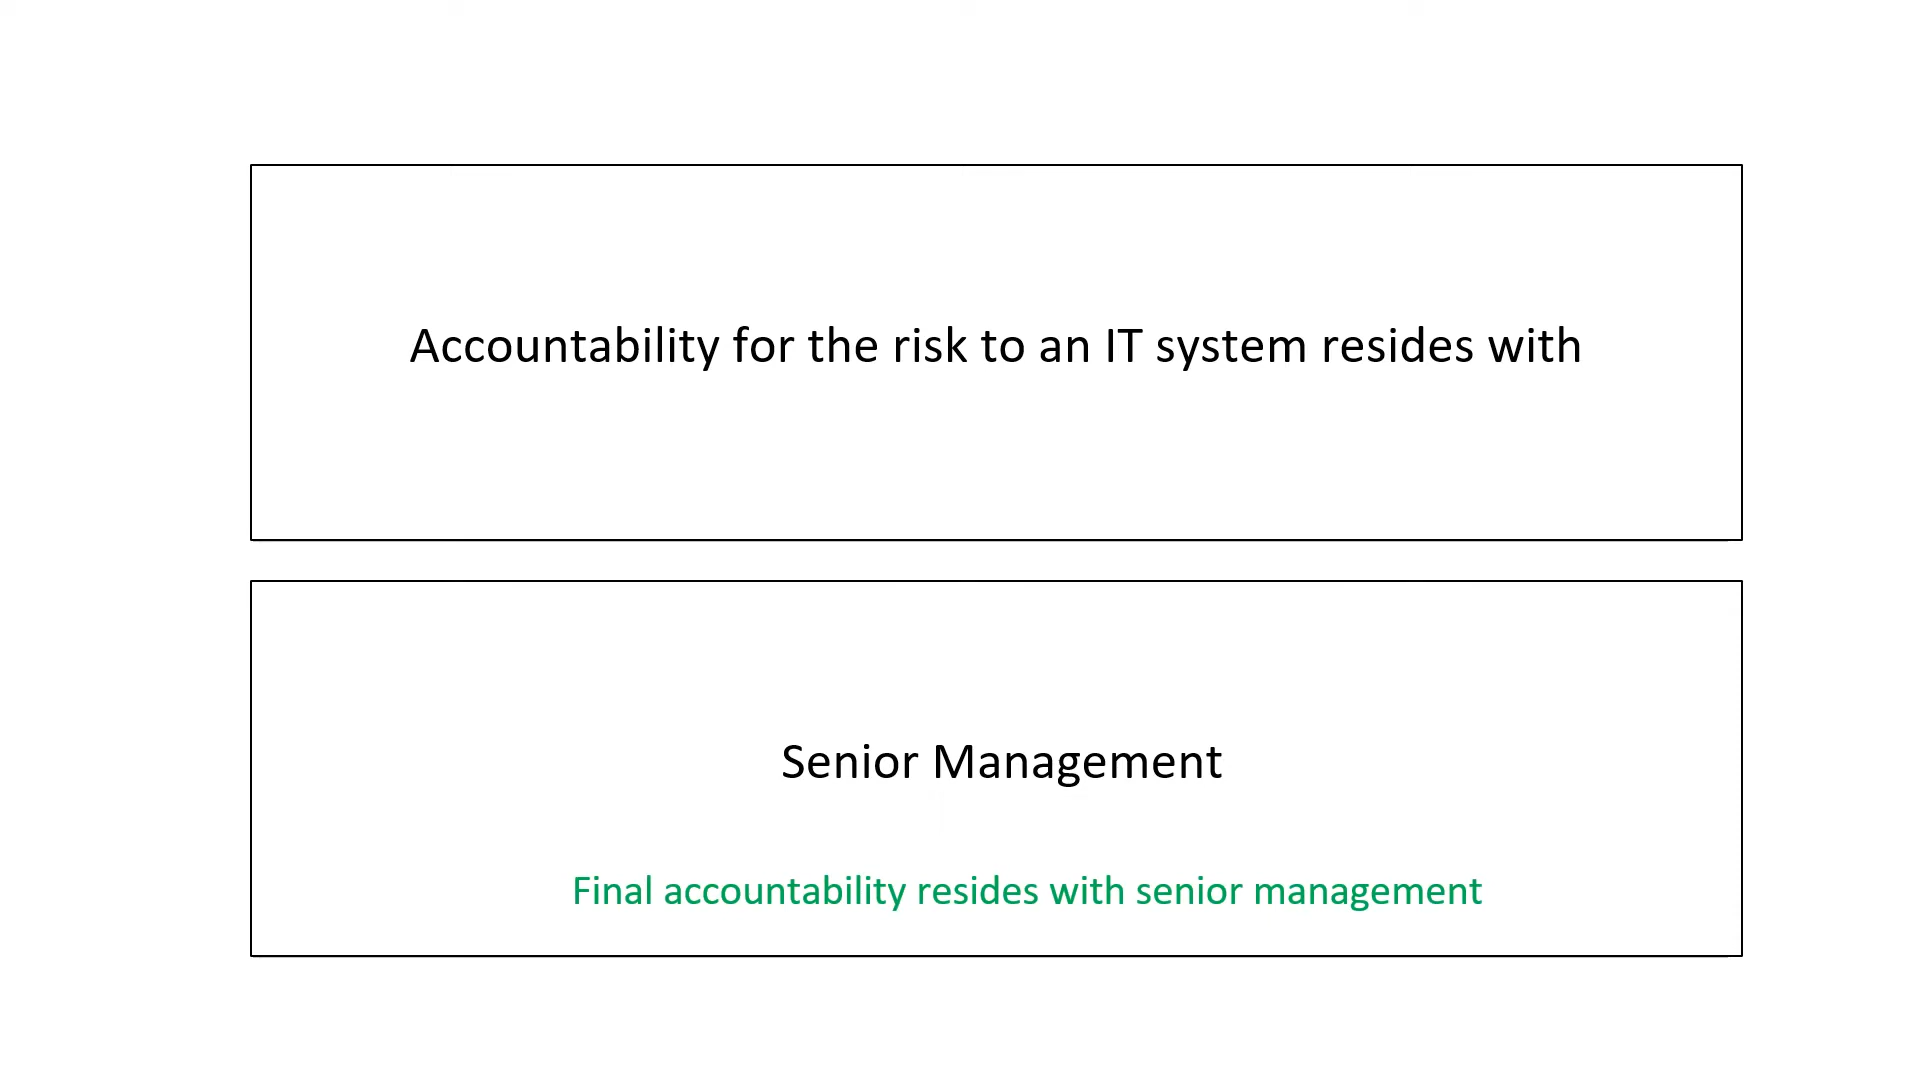 Accountability for the risk to an IT system resides with
Senior Management
Final accountability resides with senior management